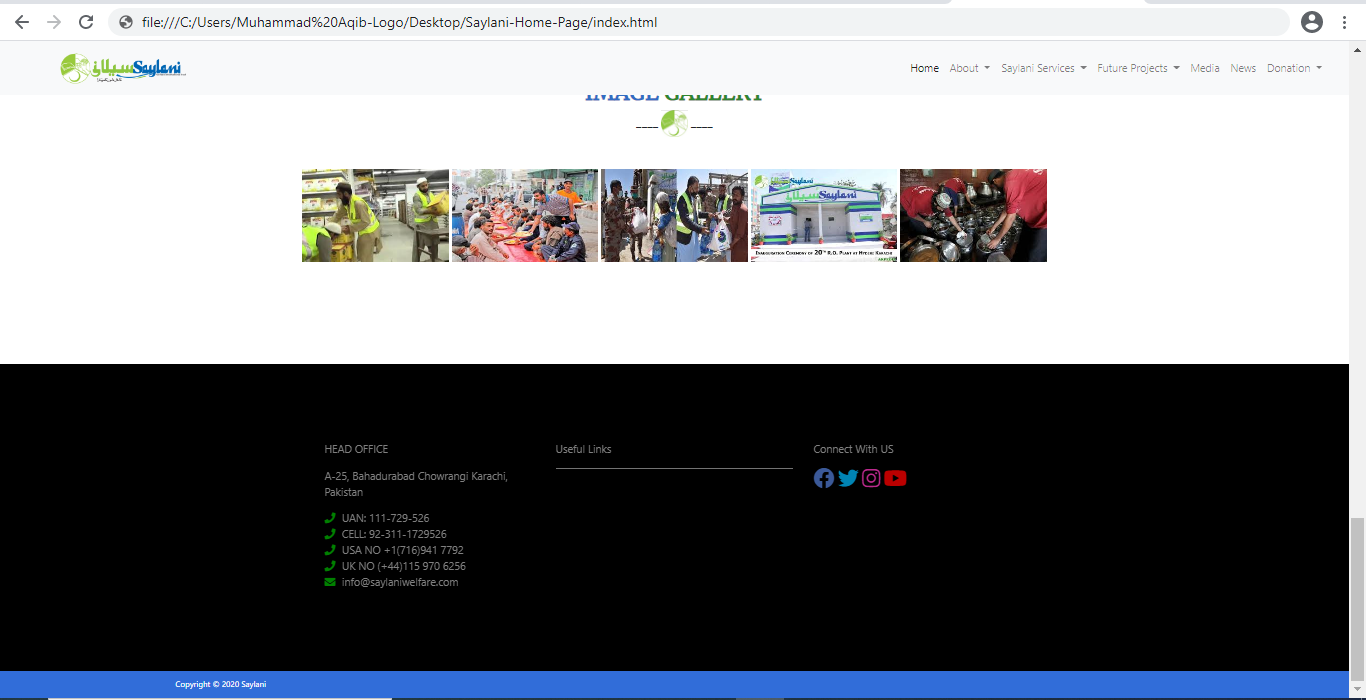 file:///C:/Users/Muhammad%20Aqib-Logo/Desktop/Saylani-Home-Page/index.html
سیلانی Saylani
Home About Saylani Services Future Projects Media News Donation
IMAGE GALLERY
Saylani
سیلانی Saylani
Inauguration Ceremony of 20th R.O. Plant at Hyderi Karachi
HEAD OFFICE
A-25, Bahadurabad Chowrangi Karachi,
Pakistan
UAN: 111-729-526
CELL: 92-311-1729526
USA NO +1(716)941 7792
UK NO (+44)115 970 6256
info@saylaniwelfare.com
Useful Links
Connect With US
Copyright © 2020 Saylani